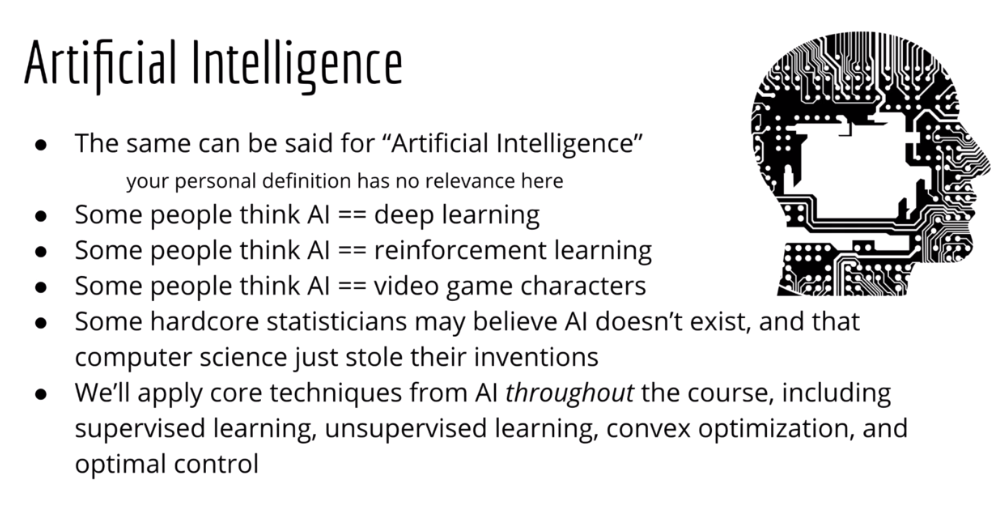 Artificial Intelligence
● The same can be said for “Artificial Intelligence”
your personal definition has no relevance here
● Some people think AI == deep learning
● Some people think AI == reinforcement learning
● Some people think AI == video game characters
● Some hardcore statisticians may believe AI doesn’t exist, and that
computer science just stole their inventions
● We’ll apply core techniques from AI throughout the course, including
supervised learning, unsupervised learning, convex optimization, and
optimal control